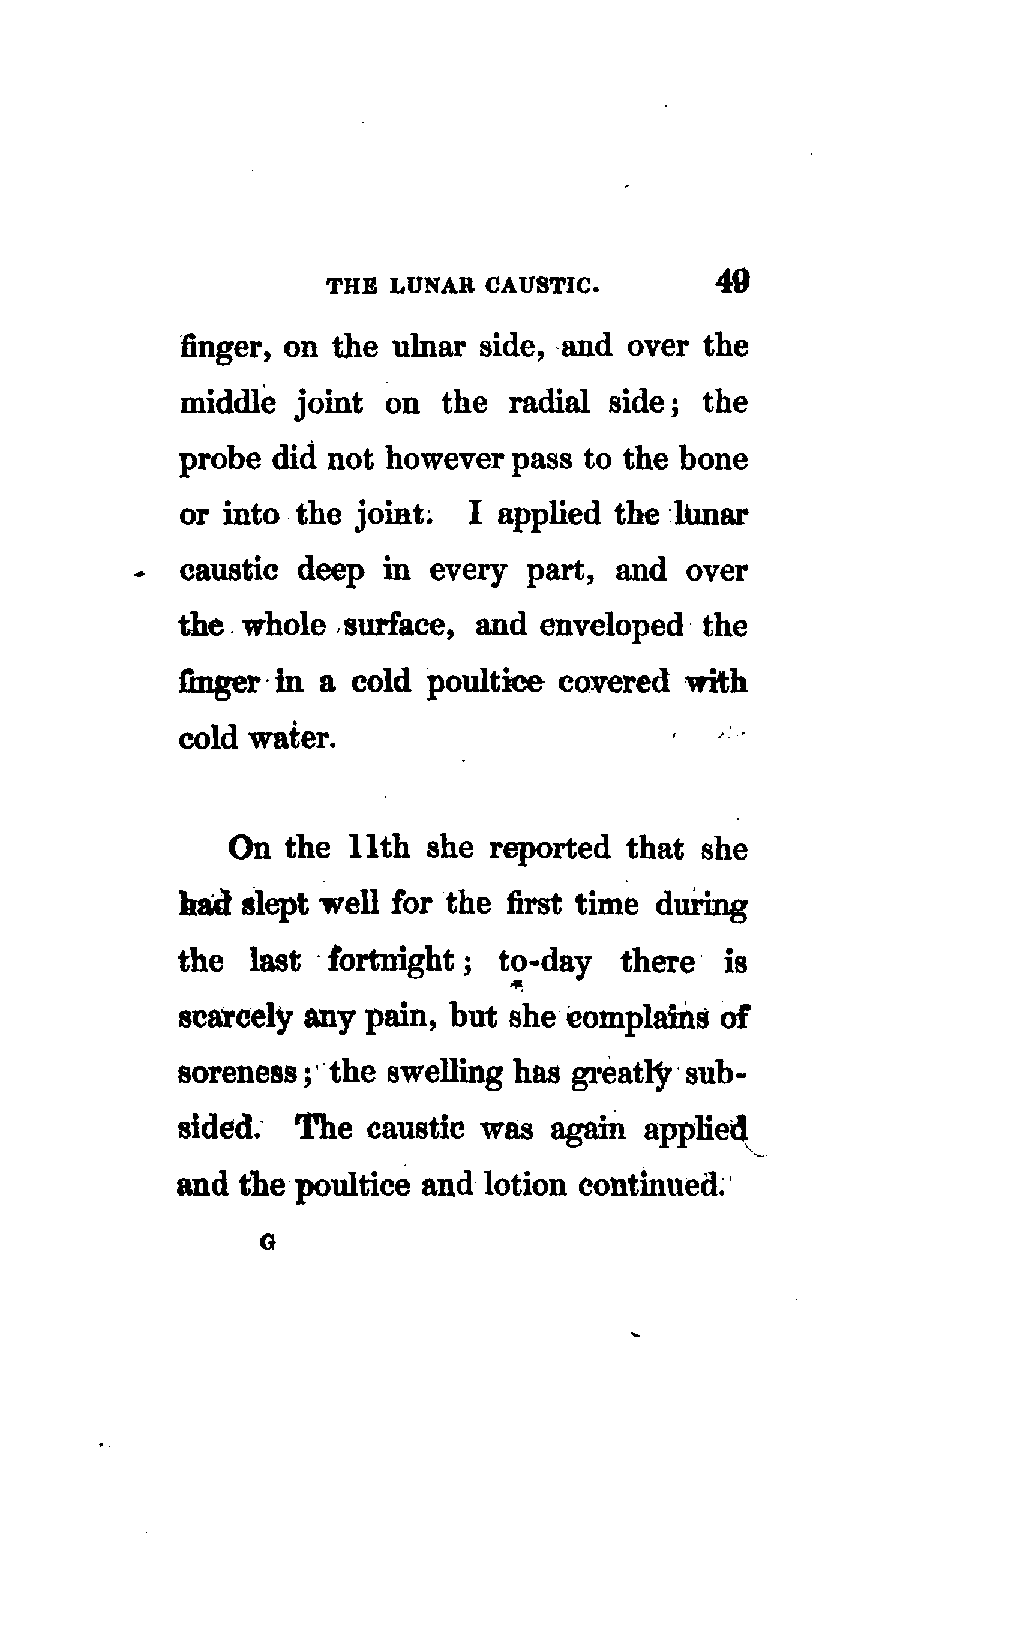 THE LUNAR CAUSTIC. 49
finger, on the ulnar side, and over the
middle joint on the radial side; the
probe did not however pass to the bone
or into the joint. I applied the lunar
caustic deep in every part, and over
the whole surface, and enveloped the
finger in a cold poultice covered with
cold water.
On the 11th she reported that she
had slept well for the first time during
the last fortnight; to-day there is
scarcely any pain, but she complains of
soreness; the swelling has greatly sub-
sided. The caustic was again applied
and the poultice and lotion continued.
G